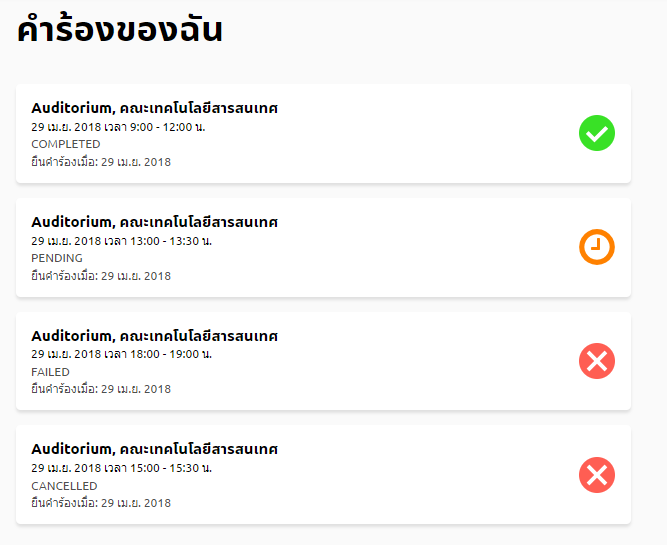 คำร้องของฉัน
Auditorium, คณะเทคโนโลยีสารสนเทศ
29 เม.ย. 2018 เวลา 9:00 - 12:00 น.
COMPLETED
ยื่นคำร้องเมื่อ: 29 เม.ย. 2018
Auditorium, คณะเทคโนโลยีสารสนเทศ
29 เม.ย. 2018 เวลา 13:00 - 13:30 น.
PENDING
ยื่นคำร้องเมื่อ: 29 เม.ย. 2018
Auditorium, คณะเทคโนโลยีสารสนเทศ
29 เม.ย. 2018 เวลา 18:00 - 19:00 น.
FAILED
ยื่นคำร้องเมื่อ: 29 เม.ย. 2018
Auditorium, คณะเทคโนโลยีสารสนเทศ
29 เม.ย. 2018 เวลา 15:00 - 15:30 น.
CANCELLED
ยื่นคำร้องเมื่อ: 29 เม.ย. 2018